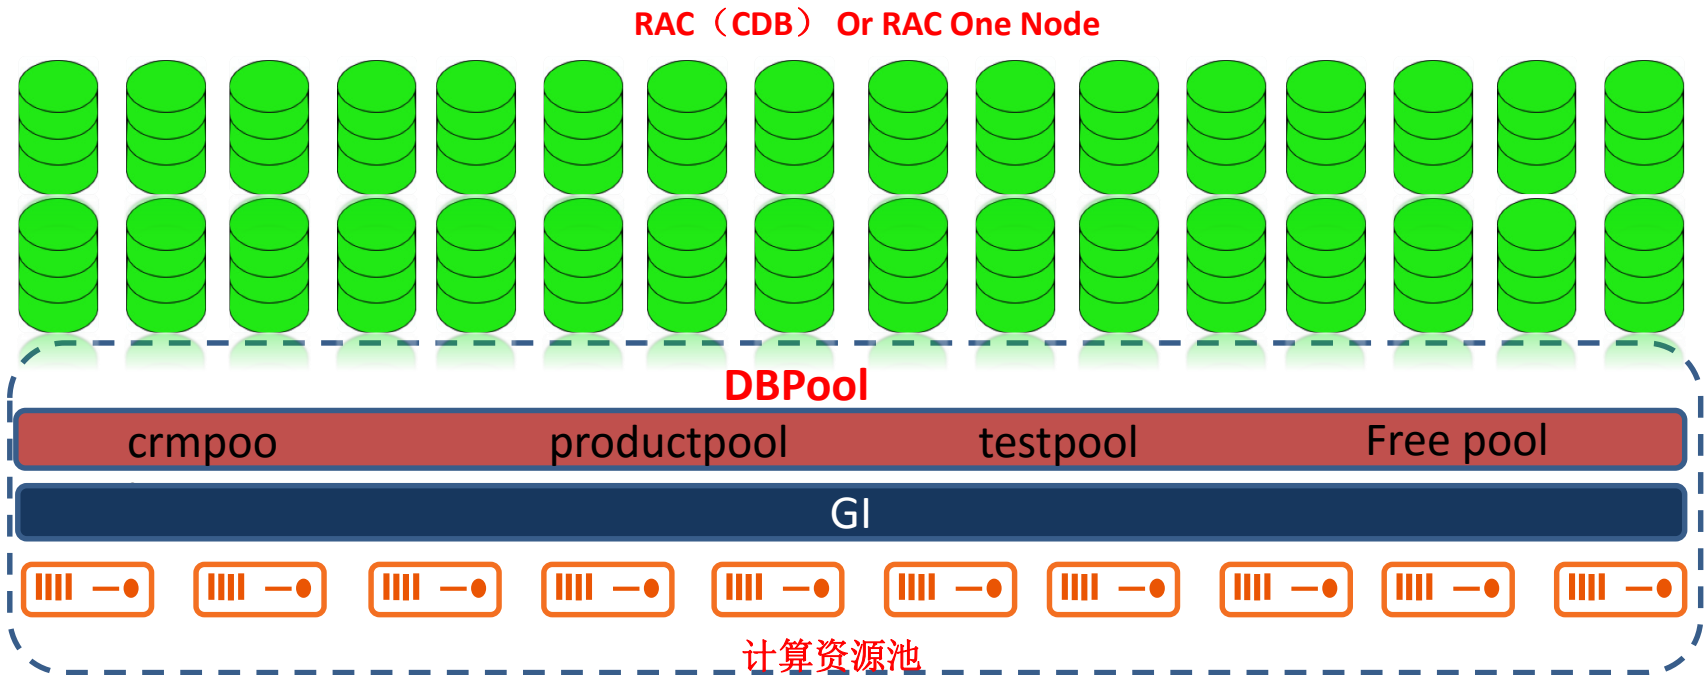 RAC（CDB） Or RAC One Node
DBPool
crmpoo productpool testpool Free pool
GI
计算资源池